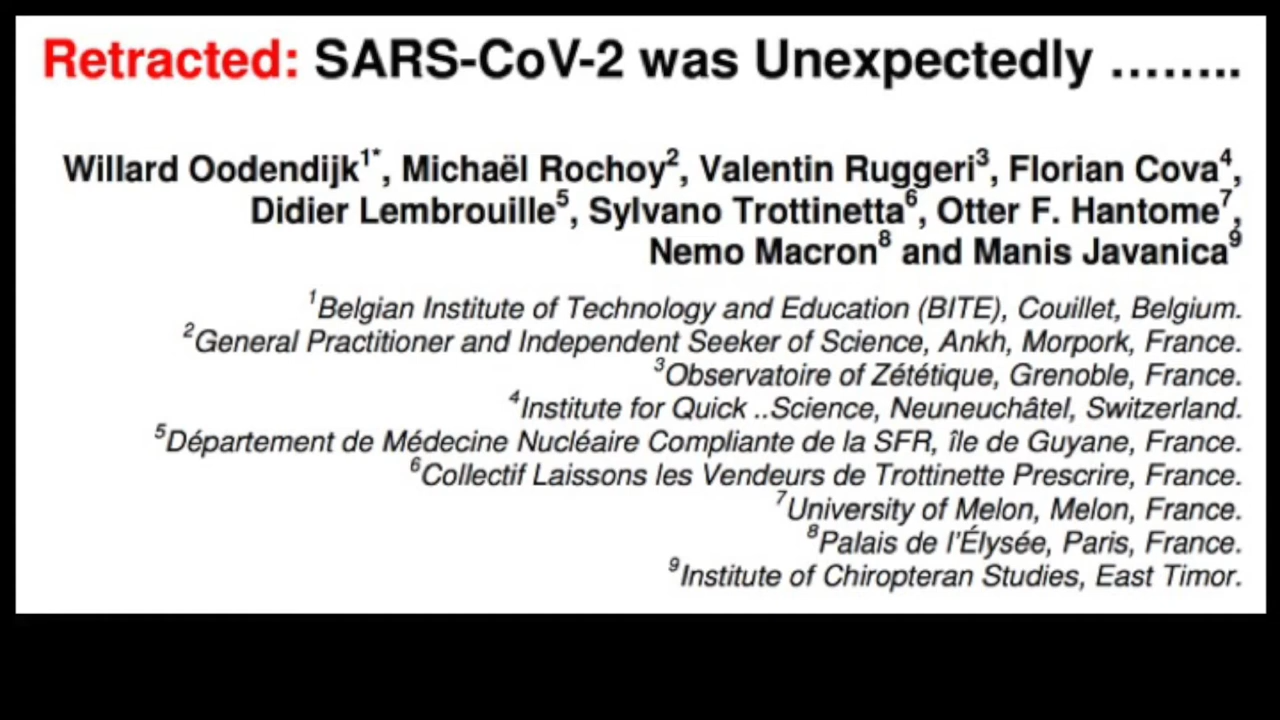 Retracted: SARS-CoV-2 was Unexpectedly ........
Willard Oodendijk1*, Michaël Rochoy2, Valentin Ruggeri3, Florian Cova4,
Didier Lembrouille5, Sylvano Trottinetta6, Otter F. Hantome7,
Nemo Macron8 and Manis Javanica9
1Belgian Institute of Technology and Education (BITE), Couillet, Belgium.
2General Practitioner and Independent Seeker of Science, Ankh, Morpork, France.
3Observatoire of Zététique, Grenoble, France.
4Institute for Quick ..Science, Neuneuchâtel, Switzerland.
5Département de Médecine Nucléaire Compliante de la SFR, île de Guyane, France.
6Collectif Laissons les Vendeurs de Trottinette Prescrire, France.
7University of Melon, Melon, France.
8Palais de l'Élysée, Paris, France.
9Institute of Chiropteran Studies, East Timor.